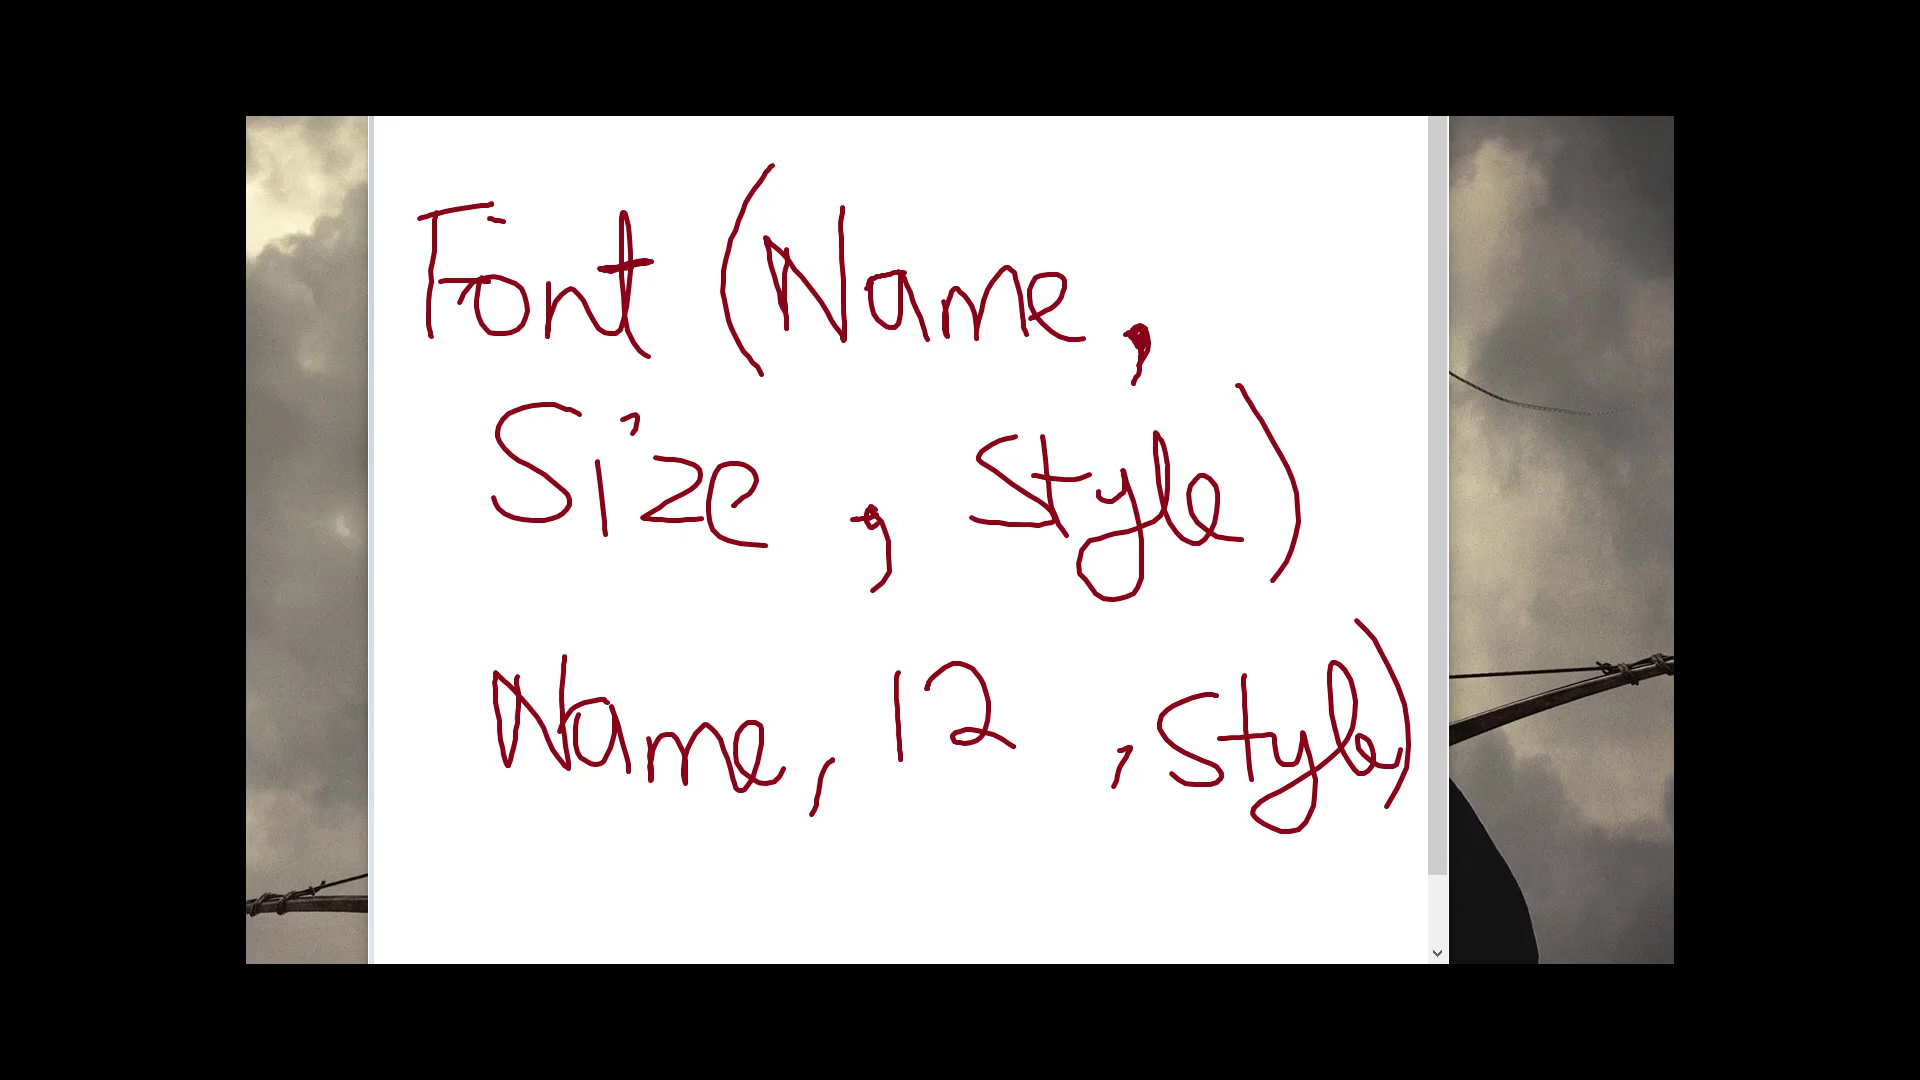 Font (Name,
Size, Style)
Name, 12, Style)